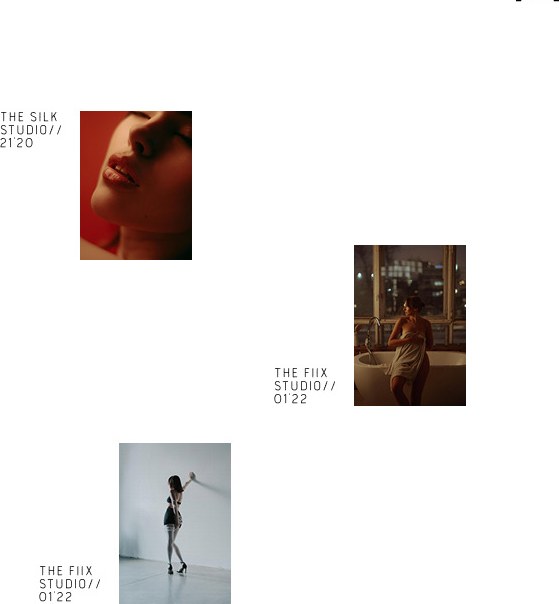 THE SILK
STUDIO//
21'20
THE FIIX
STUDIO//
01'22
THE FIIX
STUDIO//
01'22